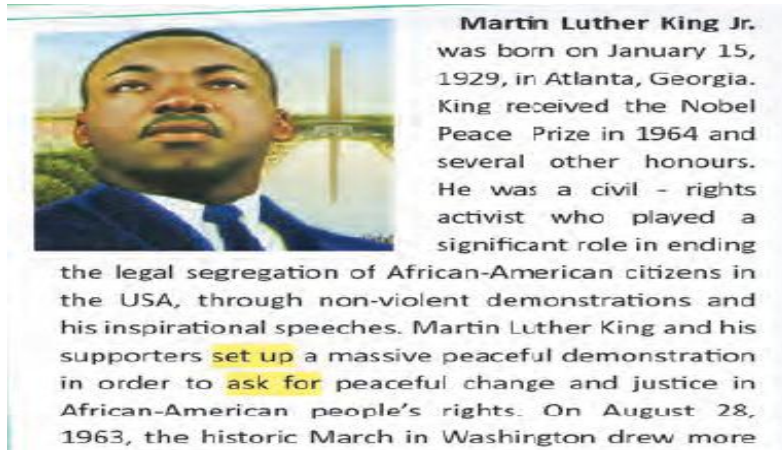 Martin Luther King Jr.
was born on January 15,
1929, in Atlanta, Georgia.
King received the Nobel
Peace Prize in 1964 and
several other honours.
He was a civil - rights
activist who played a
significant role in ending
the legal segregation of African-American citizens in
the USA, through non-violent demonstrations and
his inspirational speeches. Martin Luther King and his
supporters set up a massive peaceful demonstration
in order to ask for peaceful change and justice in
African-American people's rights. On August 28,
1963, the historic March in Washington drew more